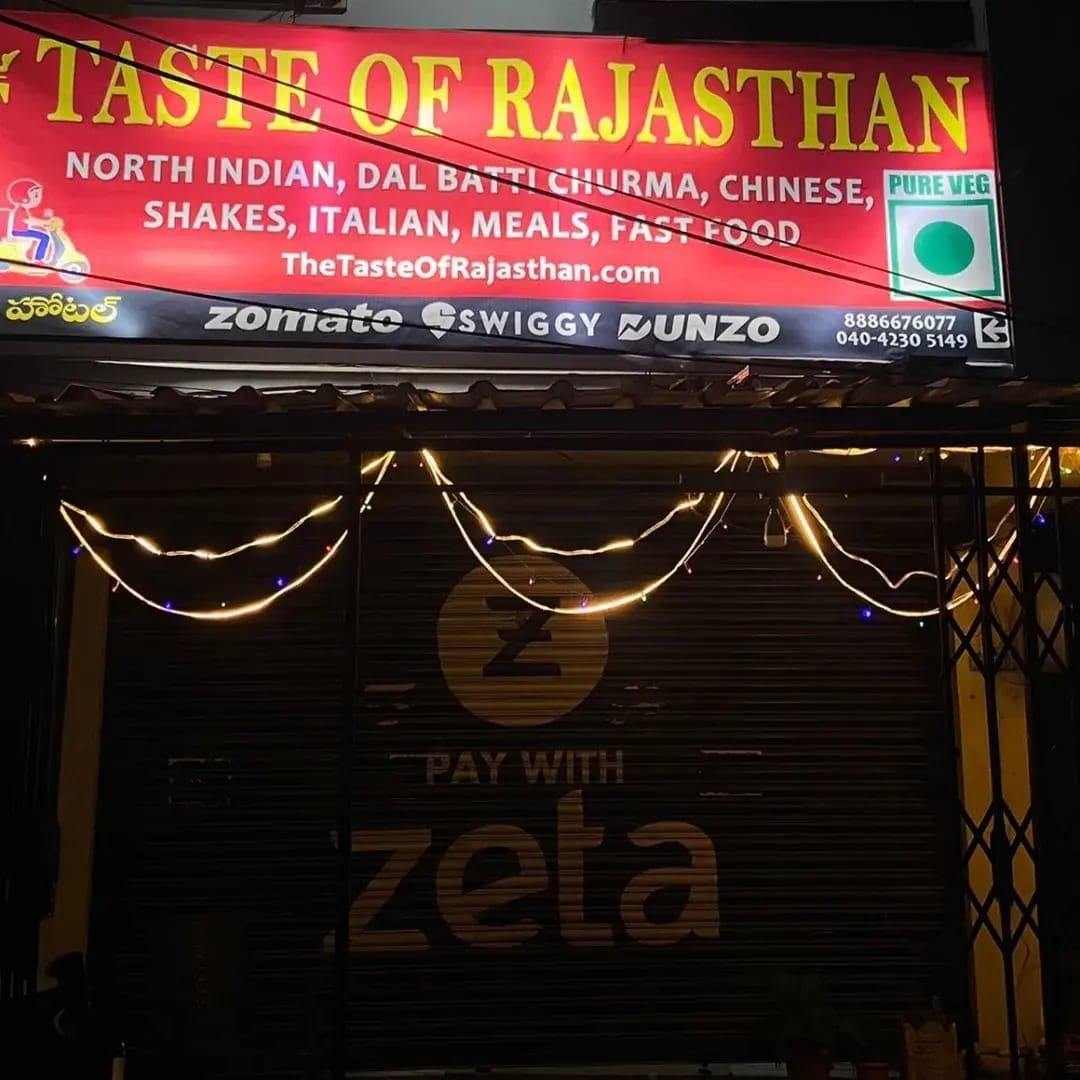 TASTE OF RAJASTHAN
NORTH INDIAN, DAL BATTI CHURMA, CHINESE,
SHAKES, ITALIAN, MEALS, FAST FOOD
TheTasteOfRajasthan.com
PURE VEG
హోటల్
zomato SWIGGY DUNZO
8886676077
040-4230 5149
PAY WITH
zeta